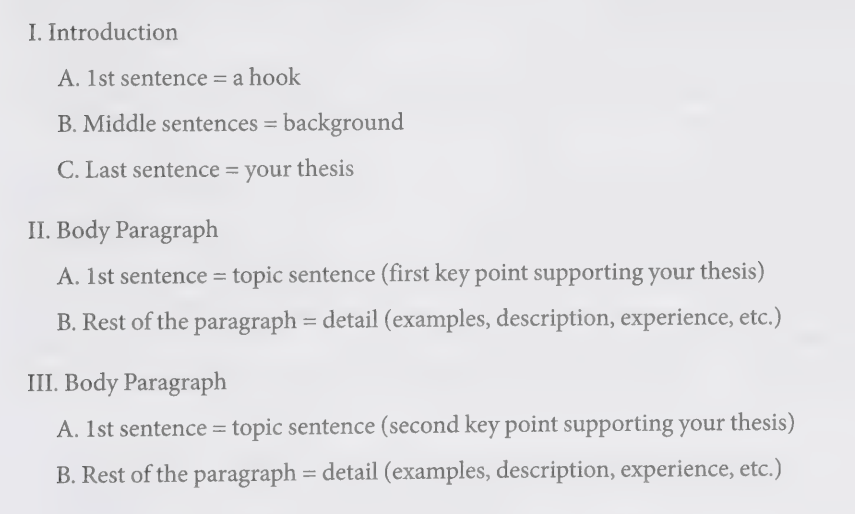 I. Introduction
A. 1st sentence = a hook
B. Middle sentences = background
C. Last sentence = your thesis
II. Body Paragraph
A. 1st sentence = topic sentence (first key point supporting your thesis)
B. Rest of the paragraph = detail (examples, description, experience, etc.)
III. Body Paragraph
A. 1st sentence = topic sentence (second key point supporting your thesis)
B. Rest of the paragraph = detail (examples, description, experience, etc.)